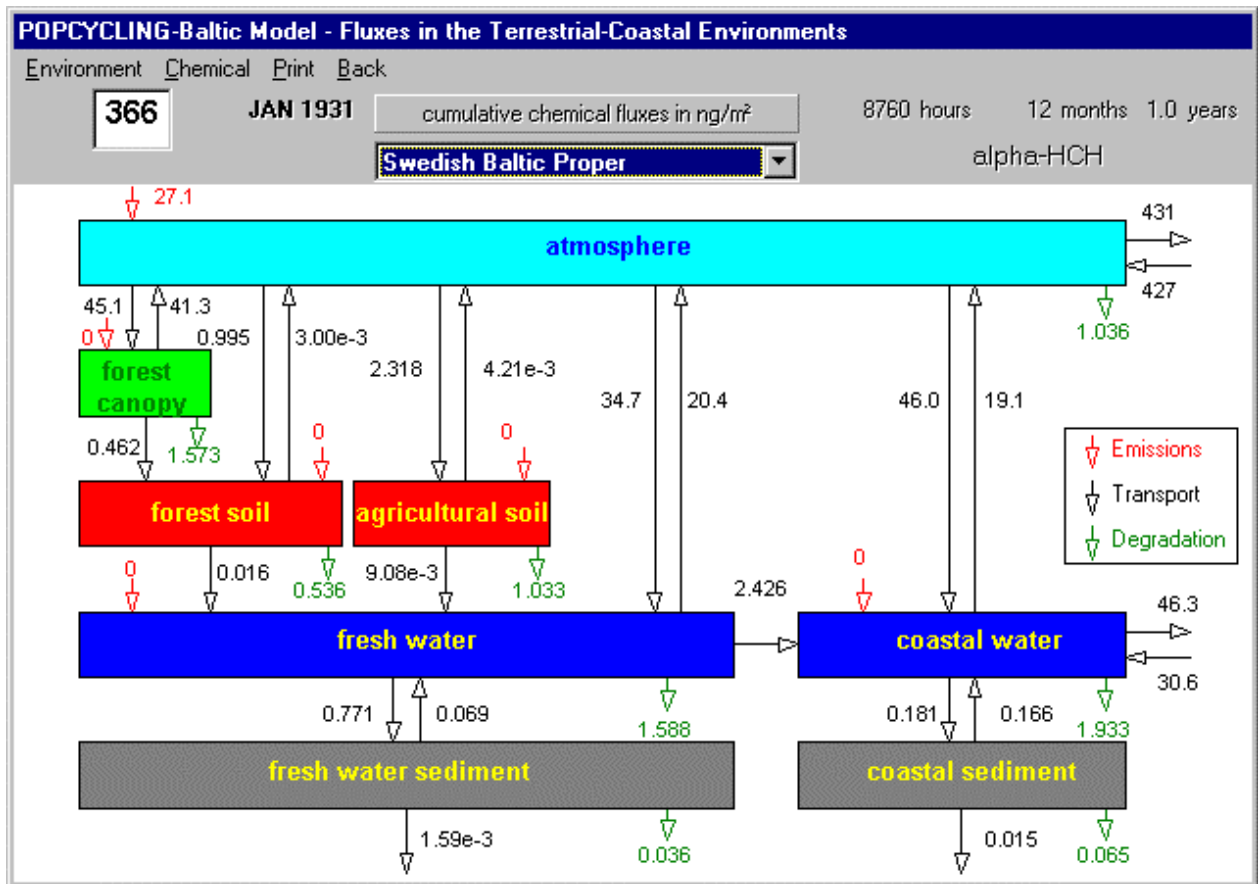 POPCYCLING-Baltic Model - Fluxes in the Terrestrial-Coastal Environments
Environment Chemical Print Back
366 JAN 1931 cumulative chemical fluxes in ng/m² 8760 hours 12 months 1.0 years
Swedish Baltic Proper alpha-HCH
27.1
431
atmosphere
427
45.1 41.3
0 0.995 3.00e-3 1.036
forest
canopy
2.318 4.21e-3
34.7 20.4 46.0 19.1
0.462 1.573 0 0
Emissions
forest soil agricultural soil Transport
Degradation
0 0.016 0.536 9.08e-3 1.033 2.426 0
46.3
fresh water coastal water
30.6
0.771 0.069 1.588 0.181 0.166 1.933
fresh water sediment coastal sediment
1.59e-3 0.036 0.015 0.065